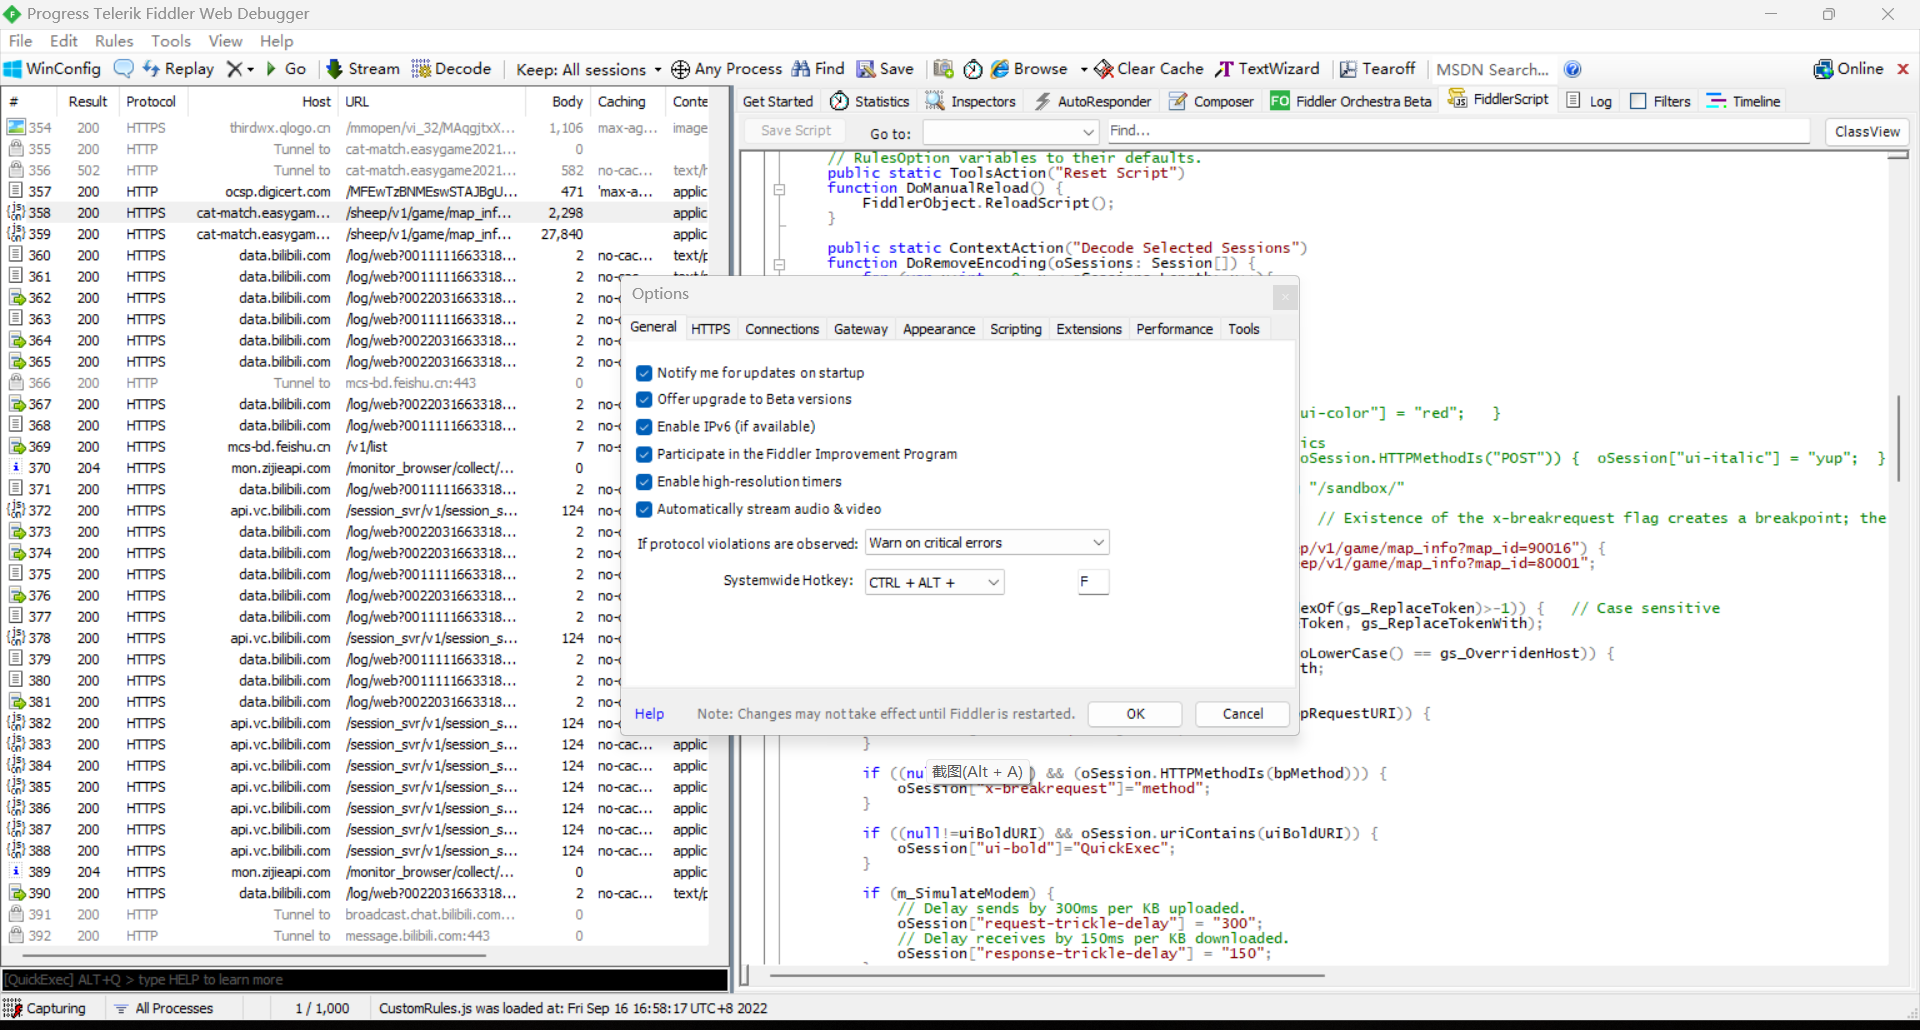 Progress Telerik Fiddler Web Debugger
File Edit Rules Tools View Help
WinConfig Replay Go Stream Decode Keep: All sessions Any Process Find Save Browse Clear Cache TextWizard Tearoff MSDN Search... Online
# Result Protocol Host URL Body Caching Conte
354 200 HTTPS thirdwx.qlogo.cn /mmopen/vi_32/MAqgjtxX... 1,106 max-ag... image
355 200 HTTP Tunnel to cat-match.easygame2021... 0
356 502 HTTP Tunnel to cat-match.easygame2021... 582 no-cac... text/h
357 200 HTTP ocsp.digicert.com /MFEwTzBNMEswSTAJBgU... 471 'max-a... applic
358 200 HTTPS cat-match.easygam... /sheep/v1/game/map_inf... 2,298 applic
359 200 HTTPS cat-match.easygam... /sheep/v1/game/map_inf... 27,840 applic
360 200 HTTPS data.bilibili.com /log/web?0011111663318... 2 no-cac... text/p
361 200 HTTPS data.bilibili.com /log/web?0011111663318... 2
362 200 HTTPS data.bilibili.com /log/web?0022031663318... 2 no-
363 200 HTTPS data.bilibili.com /log/web?0011111663318... 2 no-
364 200 HTTPS data.bilibili.com /log/web?0022031663318... 2 no-
365 200 HTTPS data.bilibili.com /log/web?0022031663318... 2 no-
366 200 HTTP Tunnel to mcs-bd.feishu.cn:443 0
367 200 HTTPS data.bilibili.com /log/web?0022031663318... 2 no-
368 200 HTTPS data.bilibili.com /log/web?0011111663318... 2 no-
369 200 HTTPS mcs-bd.feishu.cn /v1/list 7 no-
370 204 HTTPS mon.zijieapi.com /monitor_browser/collect/... 0
371 200 HTTPS data.bilibili.com /log/web?0011111663318... 2 no-
372 200 HTTPS api.vc.bilibili.com /session_svr/v1/session_s... 124 no-
373 200 HTTPS data.bilibili.com /log/web?0022031663318... 2 no-
374 200 HTTPS data.bilibili.com /log/web?0022031663318... 2 no-
375 200 HTTPS data.bilibili.com /log/web?0011111663318... 2 no-
376 200 HTTPS data.bilibili.com /log/web?0022031663318... 2 no-
377 200 HTTPS data.bilibili.com /log/web?0011111663318... 2 no-
378 200 HTTPS api.vc.bilibili.com /session_svr/v1/session_s... 124 no-
379 200 HTTPS data.bilibili.com /log/web?0011111663318... 2 no-
380 200 HTTPS data.bilibili.com /log/web?0011111663318... 2 no-
381 200 HTTPS data.bilibili.com /log/web?0022031663318... 2 no-
382 200 HTTPS api.vc.bilibili.com /session_svr/v1/session_s... 124 no-
383 200 HTTPS api.vc.bilibili.com /session_svr/v1/session_s... 124 no-cac... applic
384 200 HTTPS api.vc.bilibili.com /session_svr/v1/session_s... 124 no-cac... applic
385 200 HTTPS api.vc.bilibili.com /session_svr/v1/session_s... 124 no-cac... applic
386 200 HTTPS api.vc.bilibili.com /session_svr/v1/session_s... 124 no-cac... applic
387 200 HTTPS api.vc.bilibili.com /session_svr/v1/session_s... 124 no-cac... applic
388 200 HTTPS api.vc.bilibili.com /session_svr/v1/session_s... 124 no-cac... applic
389 204 HTTPS mon.zijieapi.com /monitor_browser/collect/... 0 applic
390 200 HTTPS data.bilibili.com /log/web?0022031663318... 2 no-cac... text/p
391 200 HTTP Tunnel to broadcast.chat.bilibili.com... 0
392 200 HTTP Tunnel to message.bilibili.com:443 0
[QuickExec] ALT+Q > type HELP to learn more
Capturing All Processes 1 / 1,000 CustomRules.js was loaded at: Fri Sep 16 16:58:17 UTC+8 2022
Get Started Statistics Inspectors AutoResponder Composer FO Fiddler Orchestra Beta FiddlerScript Log Filters Timeline
Save Script Go to: Find... ClassView
// RulesOption variables to their defaults.
public static ToolsAction("Reset Script")
function DoManualReload() {
FiddlerObject.ReloadScript();
}
public static ContextAction("Decode Selected Sessions")
function DoRemoveEncoding(oSessions: Session[]) {
ui-color"] = "red"; }
ics
oSession.HTTPMethodIs("POST")) { oSession["ui-italic"] = "yup"; }
"/sandbox/"
// Existence of the x-breakrequest flag creates a breakpoint; the
p/v1/game/map_info?map_id=90016") {
ep/v1/game/map_info?map_id=80001";
exOf(gs_ReplaceToken)>-1)) { // Case sensitive
Token, gs_ReplaceTokenWith);
oLowerCase() == gs_OverridenHost)) {
th;
pRequestURI)) {
}
if ((nu ) && (oSession.HTTPMethodIs(bpMethod))) {
oSession["x-breakrequest"]="method";
}
if ((null!=uiBoldURI) && oSession.uriContains(uiBoldURI)) {
oSession["ui-bold"]="QuickExec";
}
if (m_SimulateModem) {
// Delay sends by 300ms per KB uploaded.
oSession["request-trickle-delay"] = "300";
// Delay receives by 150ms per KB downloaded.
oSession["response-trickle-delay"] = "150";
截图(Alt + A)
Options
General HTTPS Connections Gateway Appearance Scripting Extensions Performance Tools
Notify me for updates on startup
Offer upgrade to Beta versions
Enable IPv6 (if available)
Participate in the Fiddler Improvement Program
Enable high-resolution timers
Automatically stream audio & video
If protocol violations are observed: Warn on critical errors
Systemwide Hotkey: CTRL + ALT + F
Help Note: Changes may not take effect until Fiddler is restarted. OK Cancel